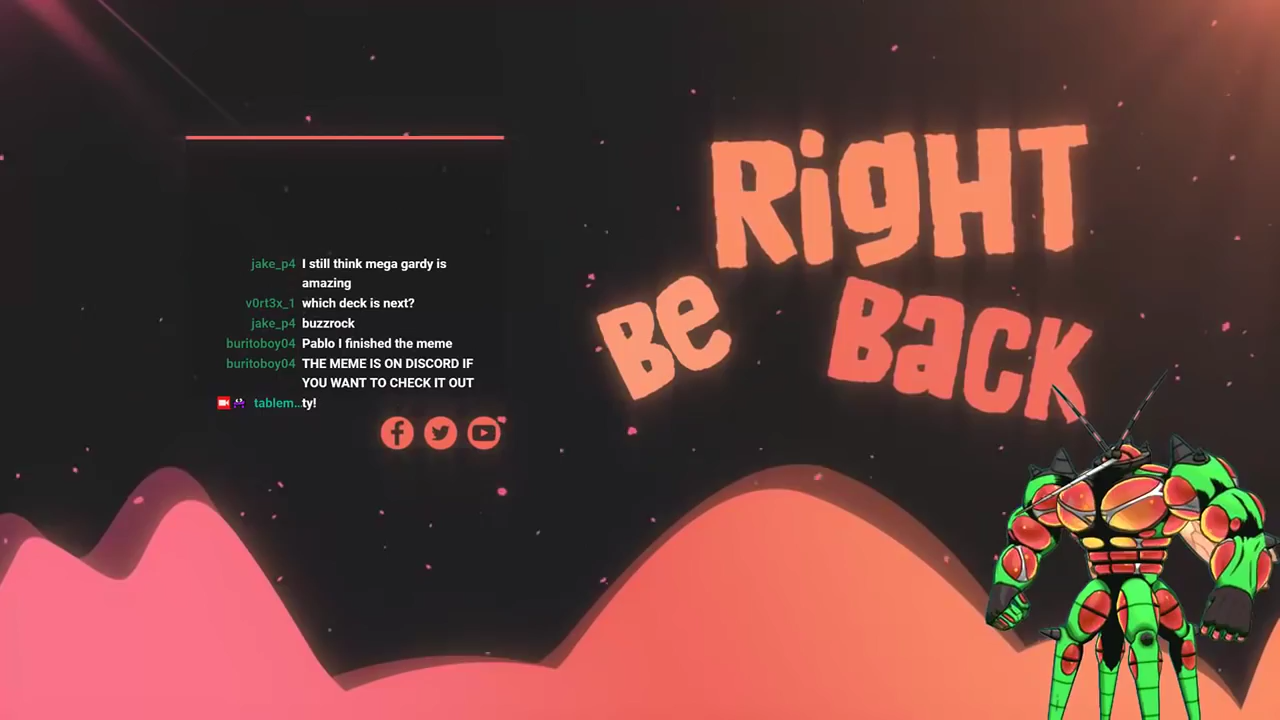 RigHT
Be
Back
jake_p4 I still think mega gardy is
amazing
v0rt3x_1 which deck is next?
jake_p4 buzzrock
buritoboy04 Pablo I finished the meme
buritoboy04 THE MEME IS ON DISCORD IF
YOU WANT TO CHECK IT OUT
tablem... ty!